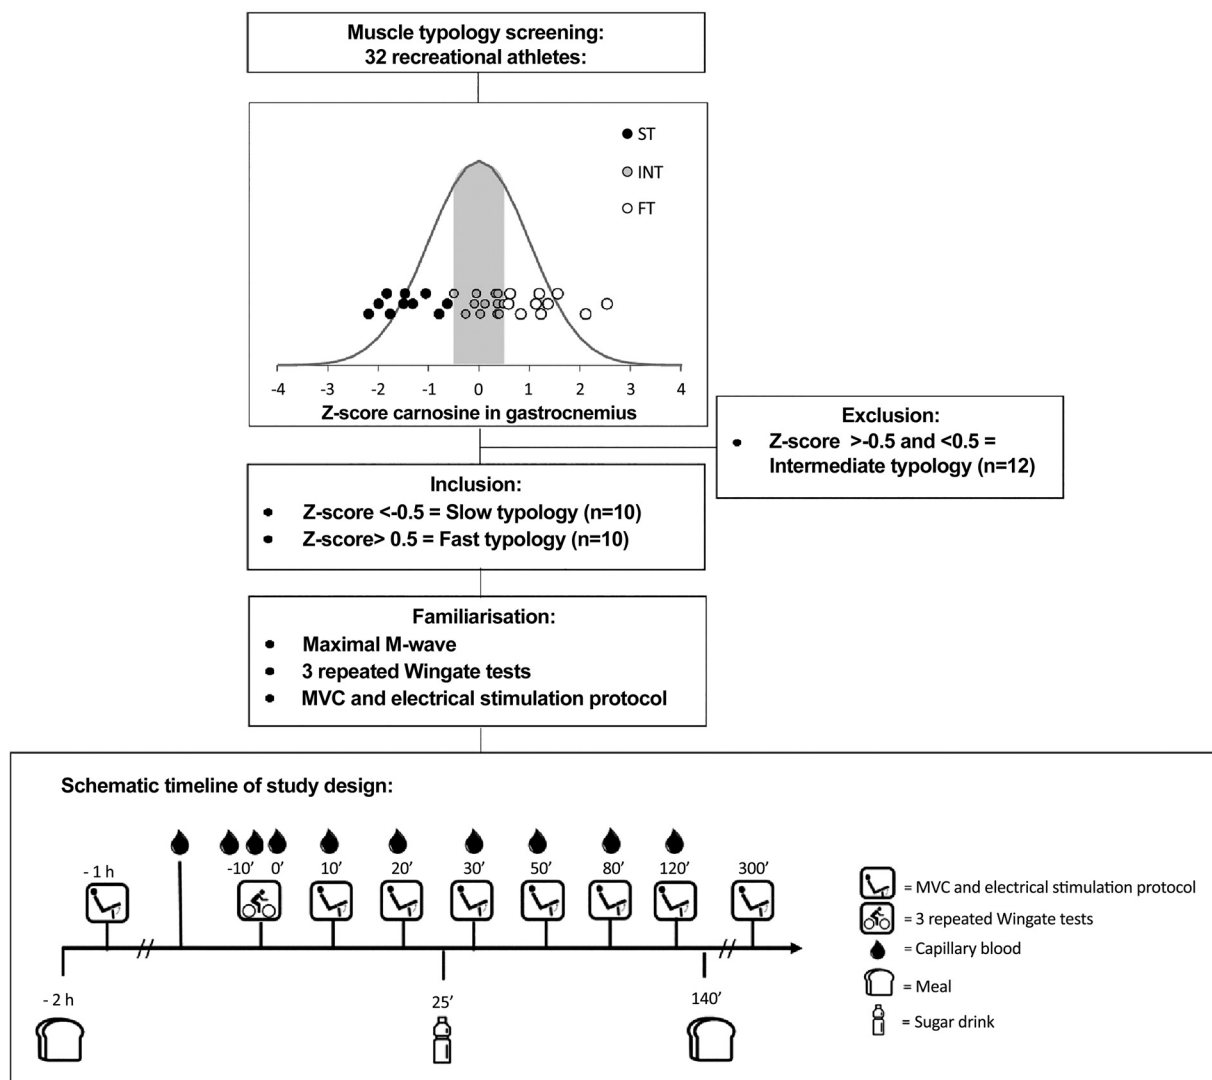 Muscle typology screening:
32 recreational athletes:
ST
INT
FT
-4 -3 -2 -1 0 1 2 3 4
Z-score carnosine in gastrocnemius
Exclusion:
• Z-score >-0.5 and <0.5 =
Intermediate typology (n=12)
Inclusion:
• Z-score <-0.5 = Slow typology (n=10)
• Z-score> 0.5 = Fast typology (n=10)
Familiarisation:
• Maximal M-wave
• 3 repeated Wingate tests
• MVC and electrical stimulation protocol
Schematic timeline of study design:
- 1 h -10’ 0’ 10’ 20’ 30’ 50’ 80’ 120’ 300’
- 2 h 25’ 140’
= MVC and electrical stimulation protocol
= 3 repeated Wingate tests
= Capillary blood
= Meal
= Sugar drink